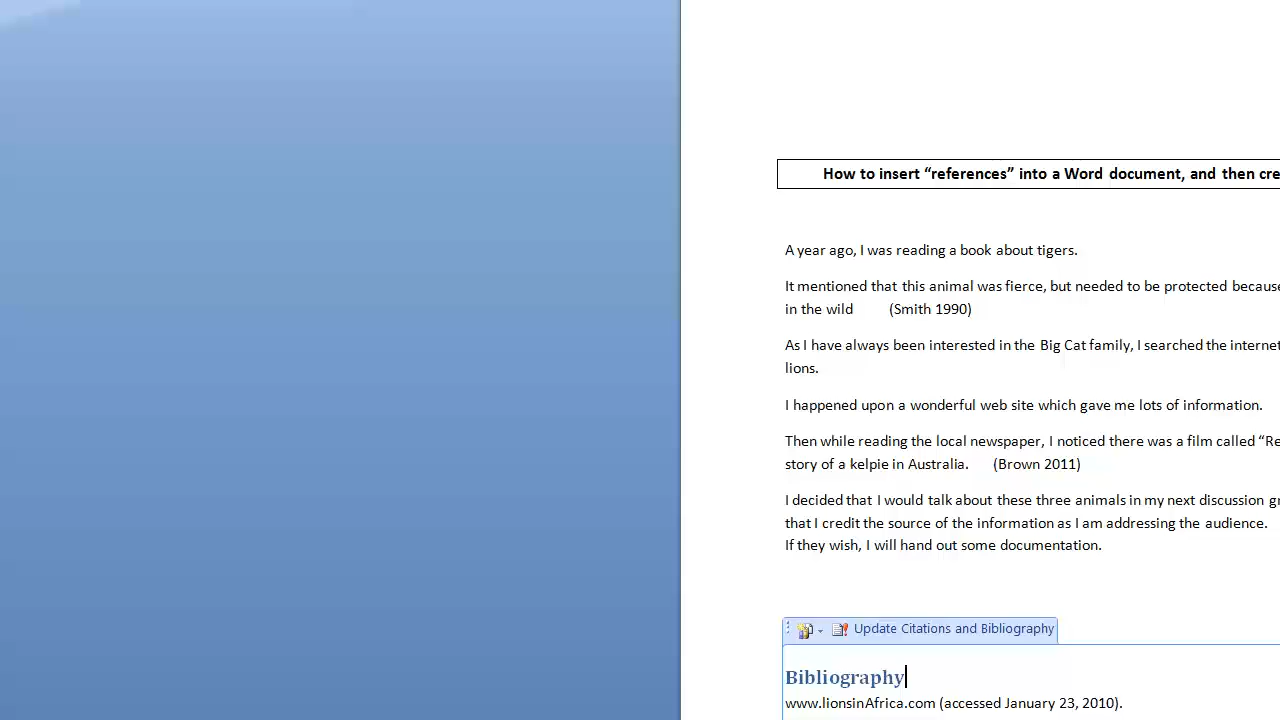 How to insert “references” into a Word document, and then cre
A year ago, I was reading a book about tigers.
It mentioned that this animal was fierce, but needed to be protected because
in the wild (Smith 1990)
As I have always been interested in the Big Cat family, I searched the internet
lions.
I happened upon a wonderful web site which gave me lots of information.
Then while reading the local newspaper, I noticed there was a film called “Re
story of a kelpie in Australia. (Brown 2011)
I decided that I would talk about these three animals in my next discussion gr
that I credit the source of the information as I am addressing the audience.
If they wish, I will hand out some documentation.
Update Citations and Bibliography
Bibliography
www.lionsinAfrica.com (accessed January 23, 2010).